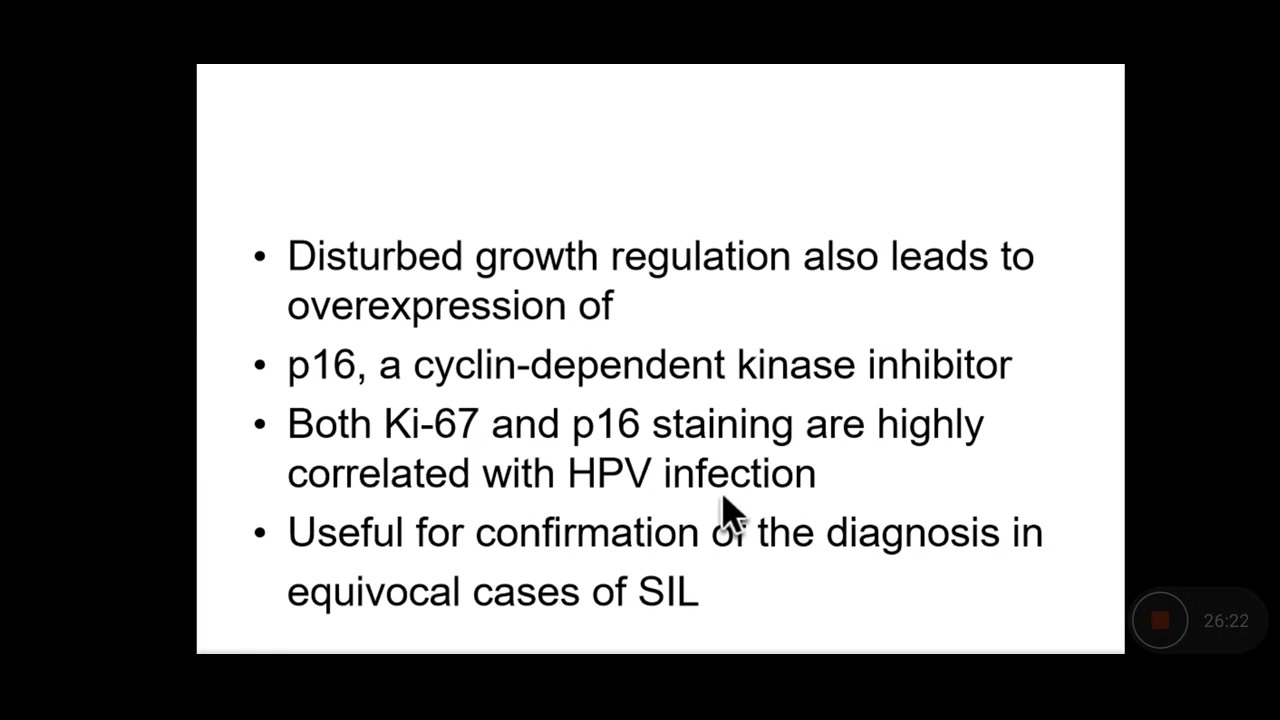 • Disturbed growth regulation also leads to
overexpression of
• p16, a cyclin-dependent kinase inhibitor
• Both Ki-67 and p16 staining are highly
correlated with HPV infection
• Useful for confirmation of the diagnosis in
equivocal cases of SIL
26:22